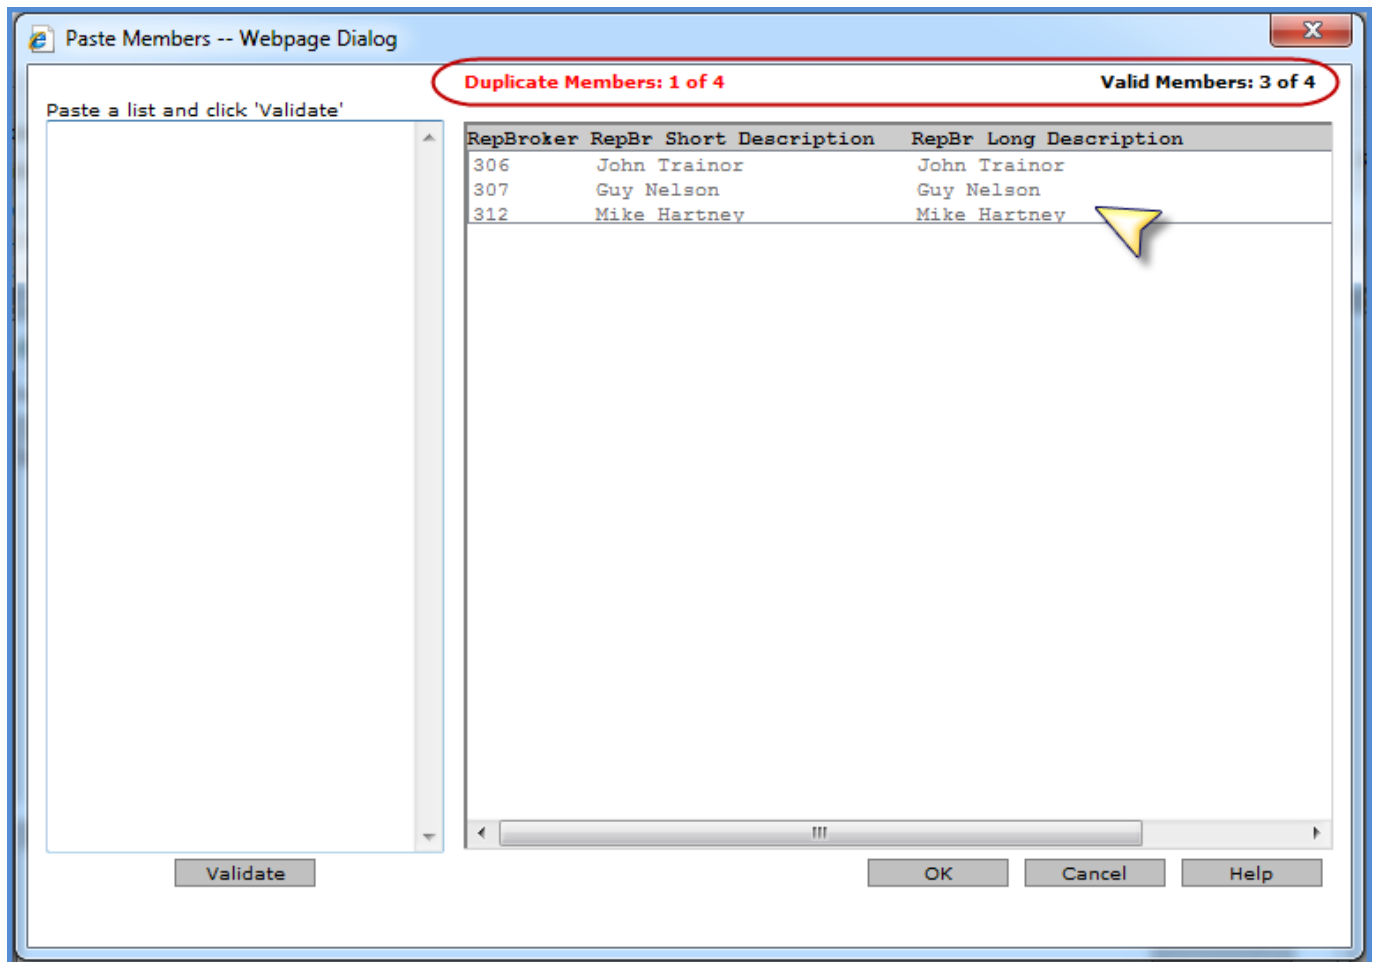 Paste Members -- Webpage Dialog
X
Duplicate Members: 1 of 4 Valid Members: 3 of 4
Paste a list and click 'Validate'
RepBroker RepBr Short Description RepBr Long Description
306 John Trainor John Trainor
307 Guy Nelson Guy Nelson
312 Mike Hartney Mike Hartney
Validate OK Cancel Help